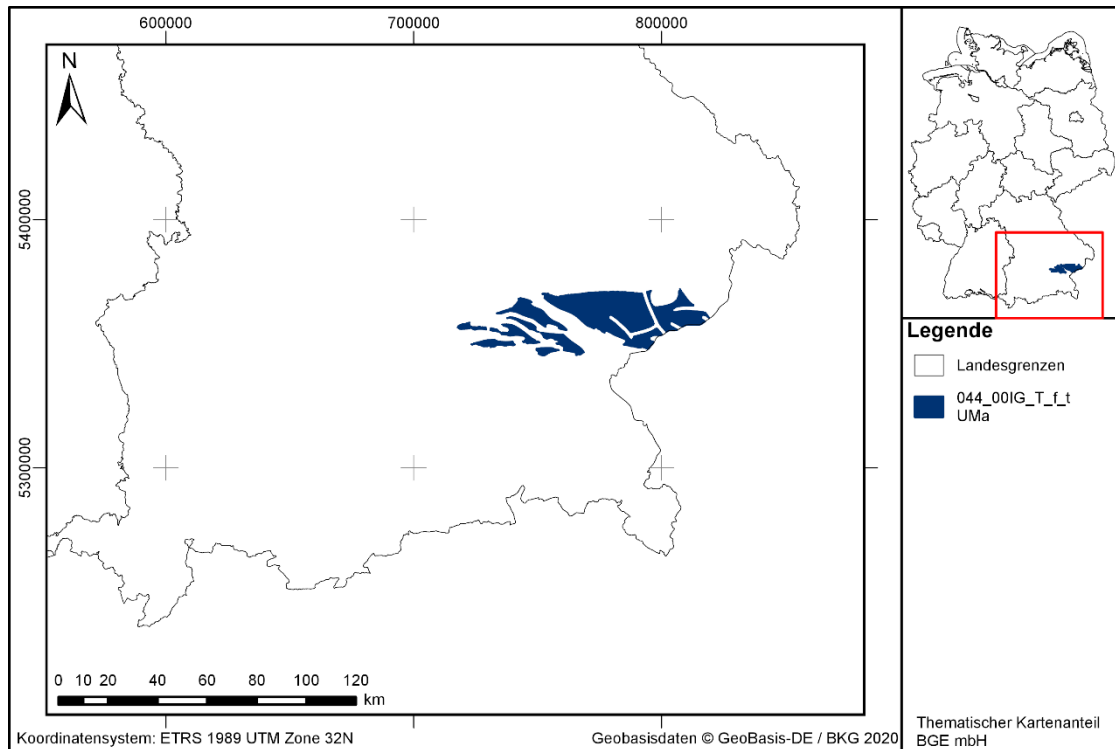 600000 700000 800000
N
5400000
5300000
0 10 20 40 60 80 100 120
km
Koordinatensystem: ETRS 1989 UTM Zone 32N
Geobasisdaten © GeoBasis-DE / BKG 2020
Legende
Landesgrenzen
044_00IG_T_f_t
UMa
Thematischer Kartenanteil
BGE mbH